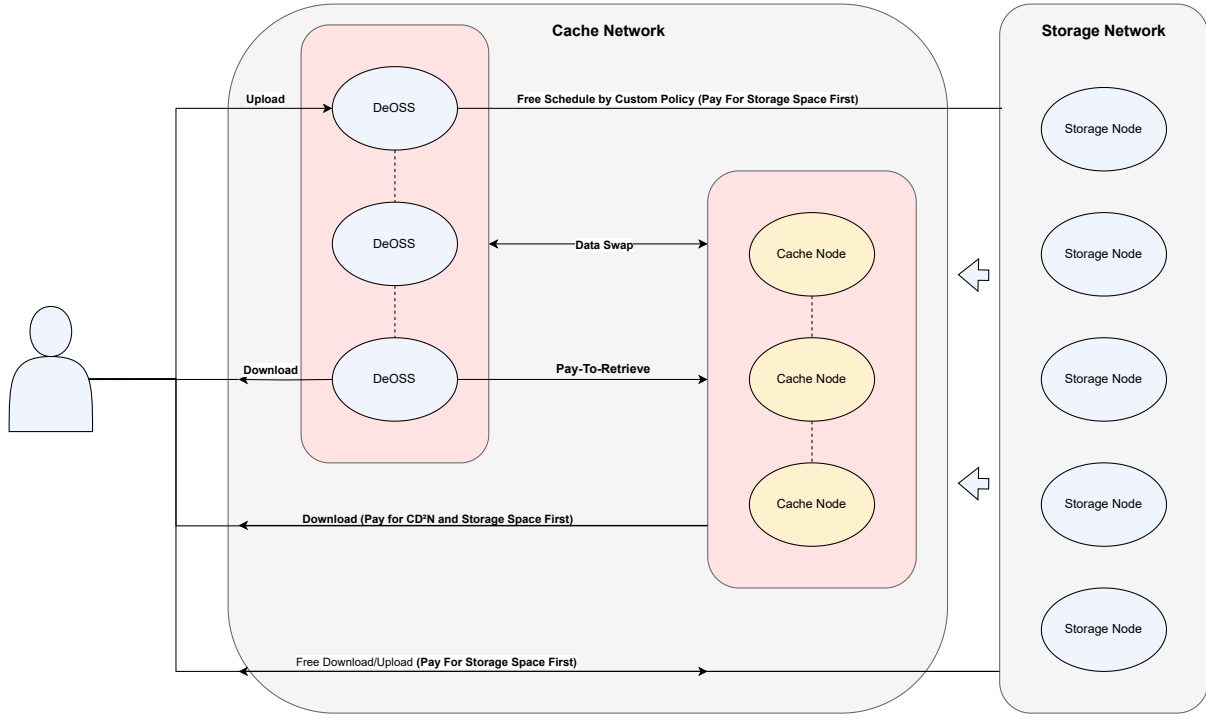 Cache Network
Storage Network
Upload
DeOSS
Free Schedule by Custom Policy (Pay For Storage Space First)
Storage Node
DeOSS
Data Swap
Cache Node
Storage Node
Download
DeOSS
Pay-To-Retrieve
Cache Node
Storage Node
Download (Pay for CD²N and Storage Space First)
Cache Node
Storage Node
Free Download/Upload (Pay For Storage Space First)
Storage Node